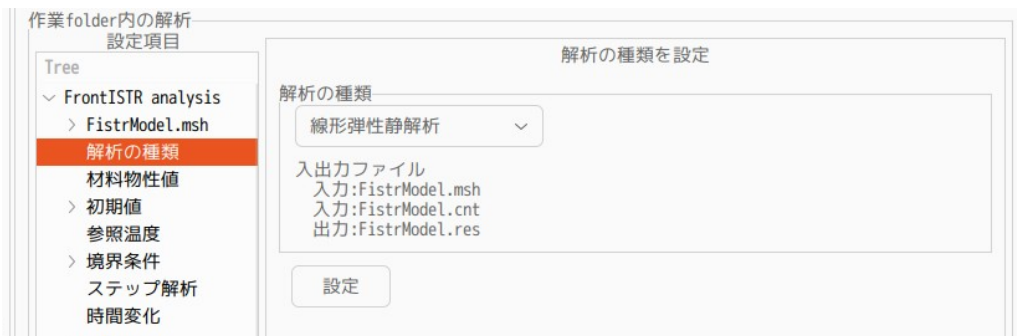 作業folder内の解析
設定項目
Tree
FrontISTR analysis
FistrModel.msh
解析の種類
材料物性値
初期値
参照温度
境界条件
ステップ解析
時間変化
解析の種類を設定
解析の種類
線形弾性静解析
入出力ファイル
入力:FistrModel.msh
入力:FistrModel.cnt
出力:FistrModel.res
設定